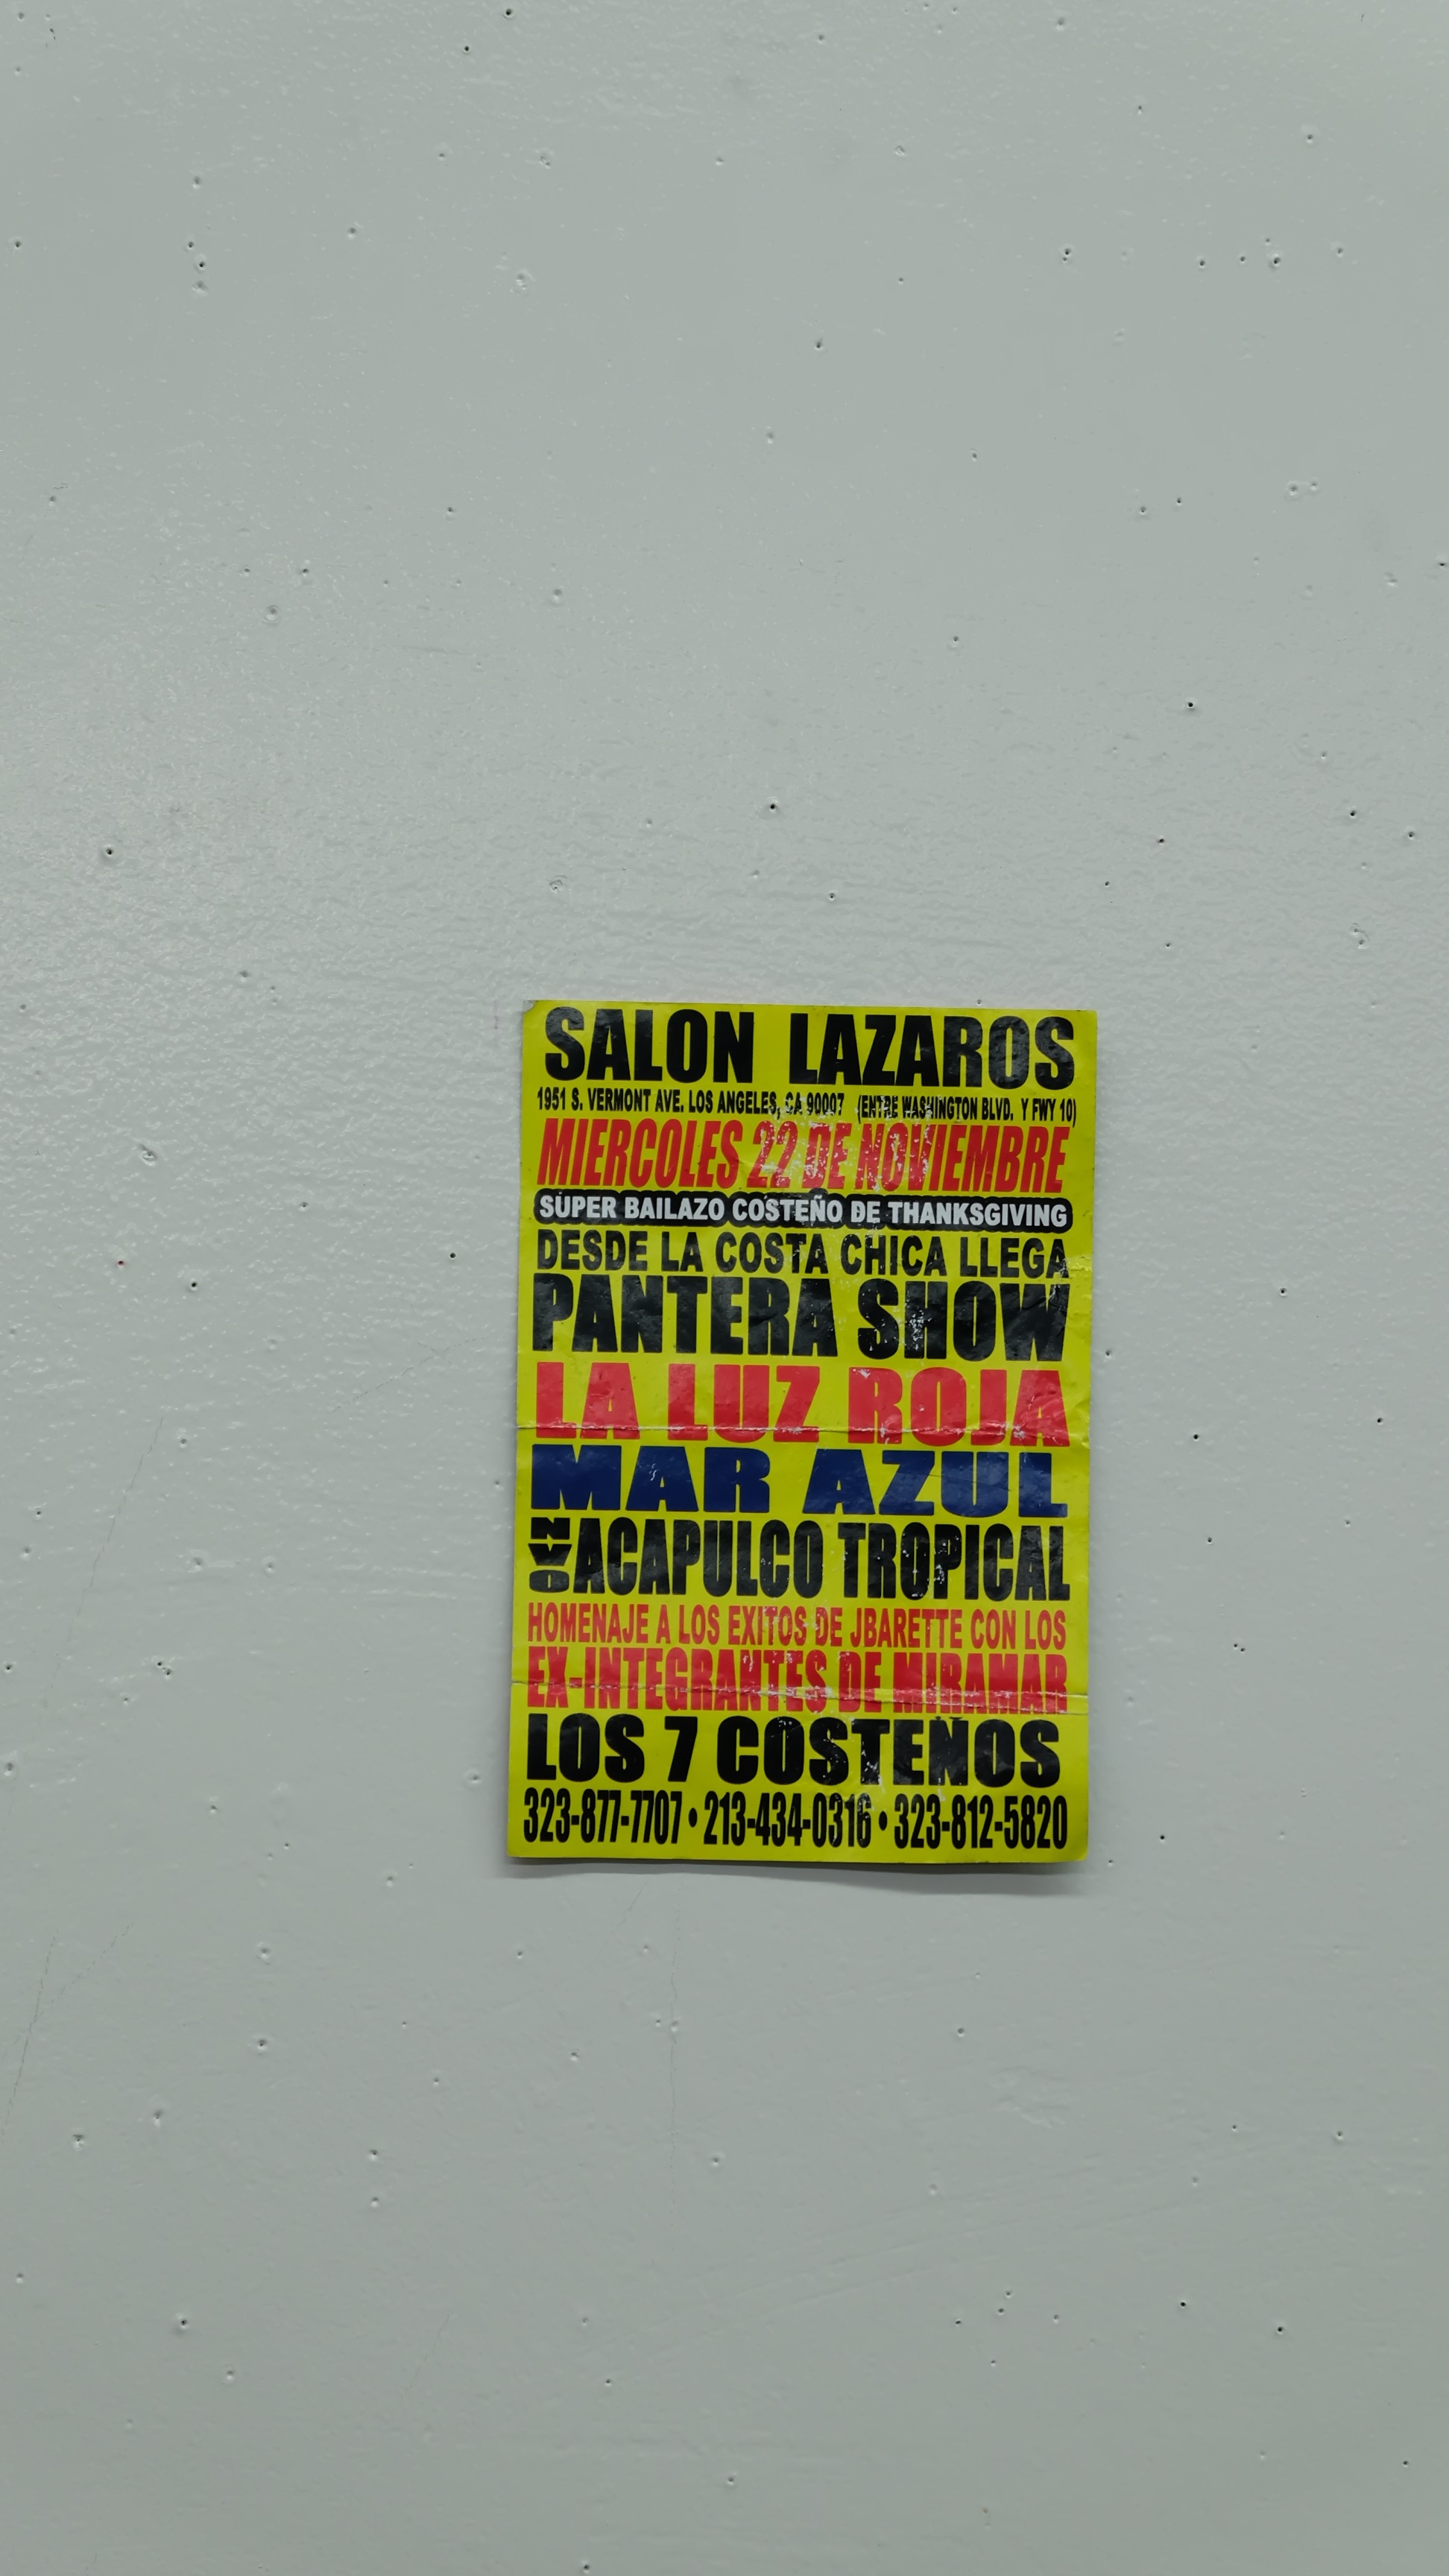 SALON LAZAROS
1951 S. VERMONT AVE. LOS ANGELES, CA 90007 (ENTRE WASHINGTON BLVD. Y FWY 10)
MIERCOLES 22 DE NOVIEMBRE
SUPER BAILAZO COSTEÑO DE THANKSGIVING
DESDE LA COSTA CHICA LLEGA
PANTERA SHOW
LA LUZ ROJA
MAR AZUL
NVO ACAPULCO TROPICAL
HOMENAJE A LOS EXITOS DE JBARETTE CON LOS
EX-INTEGRANTES DE MIRAMAR
LOS 7 COSTEÑOS
323-877-7707 • 213-434-0316 • 323-812-5820